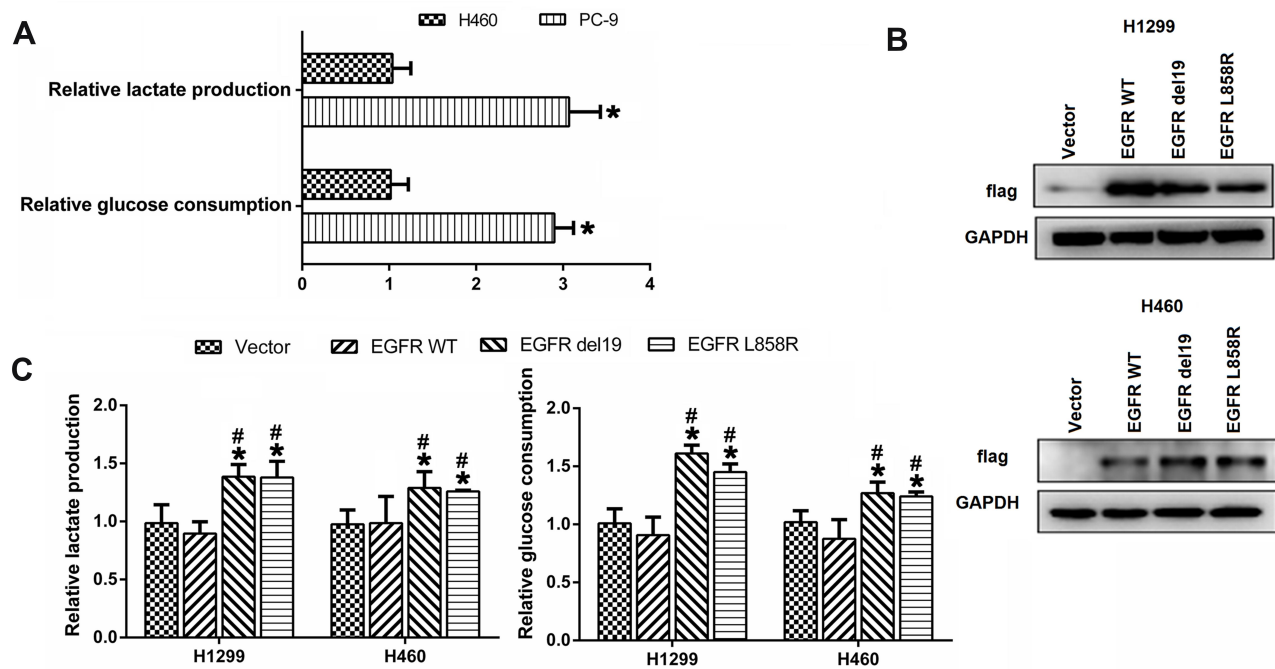 A
H460 PC-9
Relative lactate production
*
Relative glucose consumption
*
0 1 2 3 4
B
H1299
Vector
EGFR WT
EGFR del19
EGFR L858R
flag
GAPDH
H460
Vector
EGFR WT
EGFR del19
EGFR L858R
flag
GAPDH
C
Vector EGFR WT EGFR del19 EGFR L858R
Relative lactate production
2.0
1.5
1.0
0.5
0.0
# # # #
* * * *
H1299 H460
Relative glucose consumption
2.0
1.5
1.0
0.5
0.0
# # # #
* * * *
H1299 H460